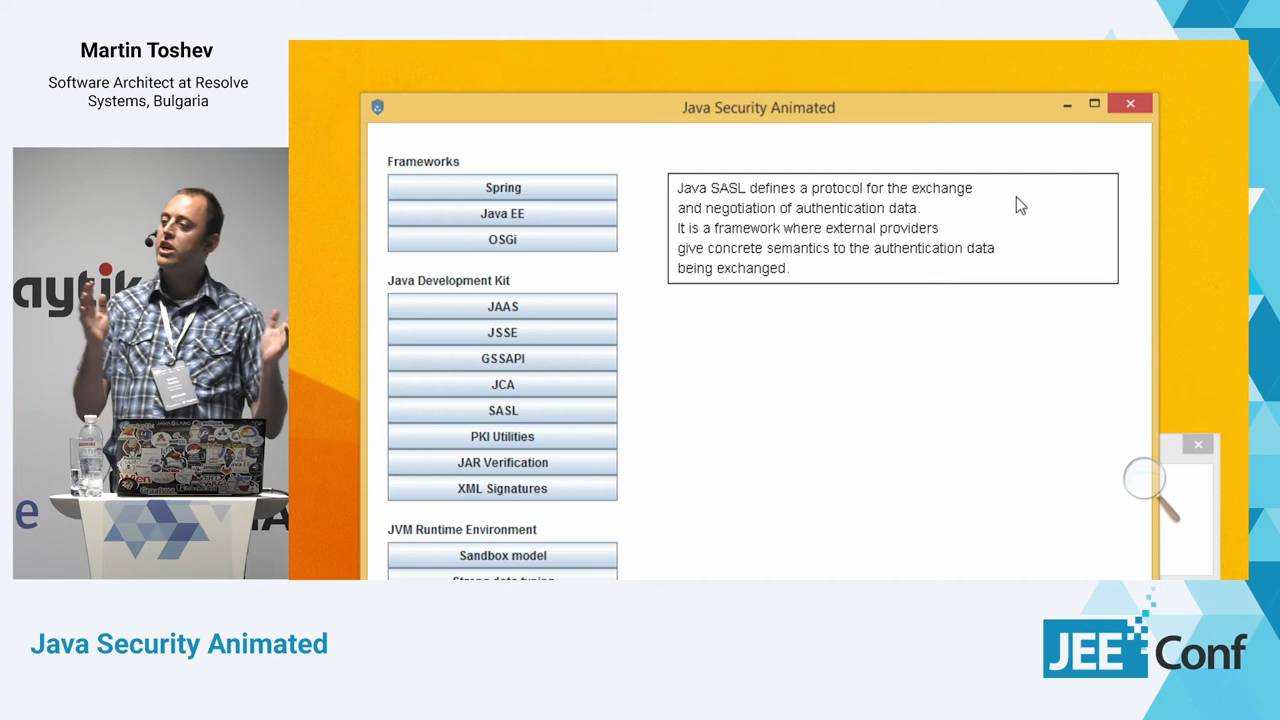 Martin Toshev
Software Architect at Resolve
Systems, Bulgaria
Java Security Animated
Frameworks
Spring
Java EE
OSGi
Java Development Kit
JAAS
JSSE
GSSAPI
JCA
SASL
PKI Utilities
JAR Verification
XML Signatures
JVM Runtime Environment
Sandbox model
Java SASL defines a protocol for the exchange
and negotiation of authentication data.
It is a framework where external providers
give concrete semantics to the authentication data
being exchanged.
aytik
e
JAVA2LANG
Wien
Java Security Animated
JEE Conf